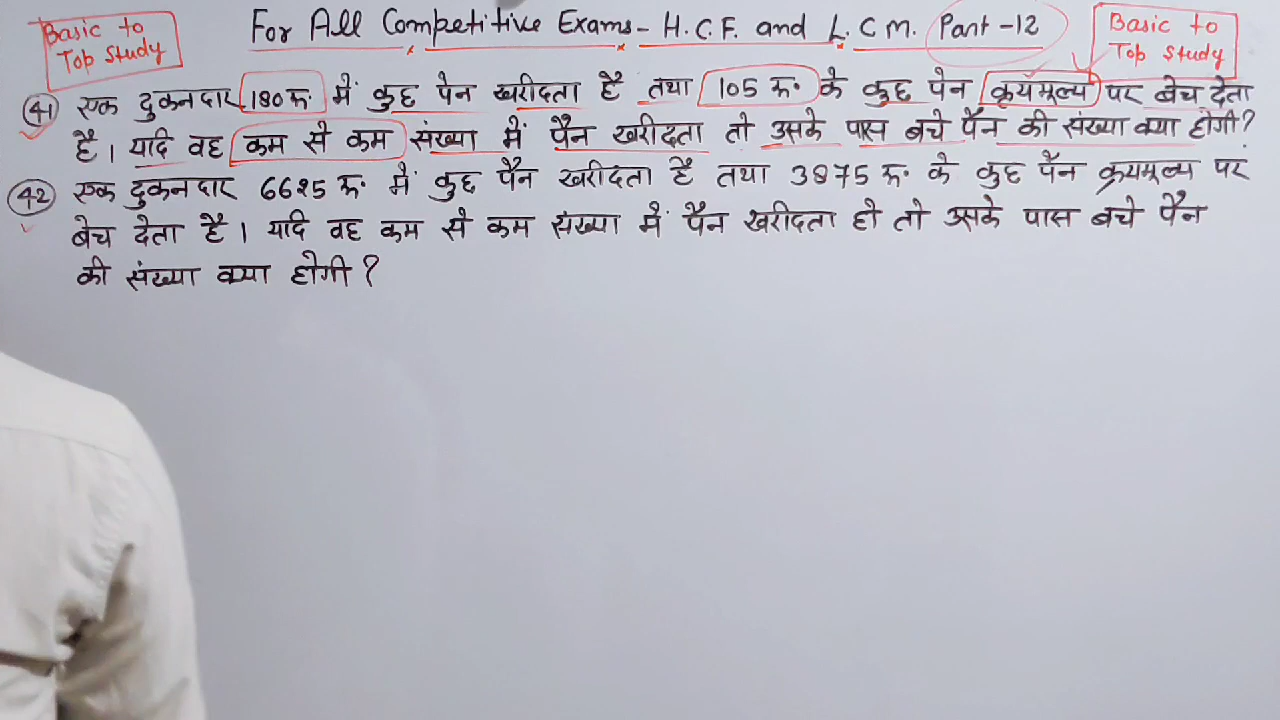 Basic to
Top Study
For All Competitive Exams- H.C.F. and L.C.M. Part-12
Basic to
Top Study
(41) एक दुकनदार 180 रु. में कुछ पेन खरीदता है तथा 105 रु. के कुछ पेन क्रयमूल्य पर बेच देता
है। यदि वह कम से कम संख्या में पैन खरीदता तो उसके पास बचे पैन की संख्या क्या होगी?
(42) एक दुकनदार 6625 रु. में कुछ पैन खरीदता है तथा 3875 रु. के कुछ पैन क्रयमूल्य पर
बेच देता है। यदि वह कम से कम संख्या में पैन खरीदता हो तो उसके पास बचे पैन
की संख्या क्या होगी?